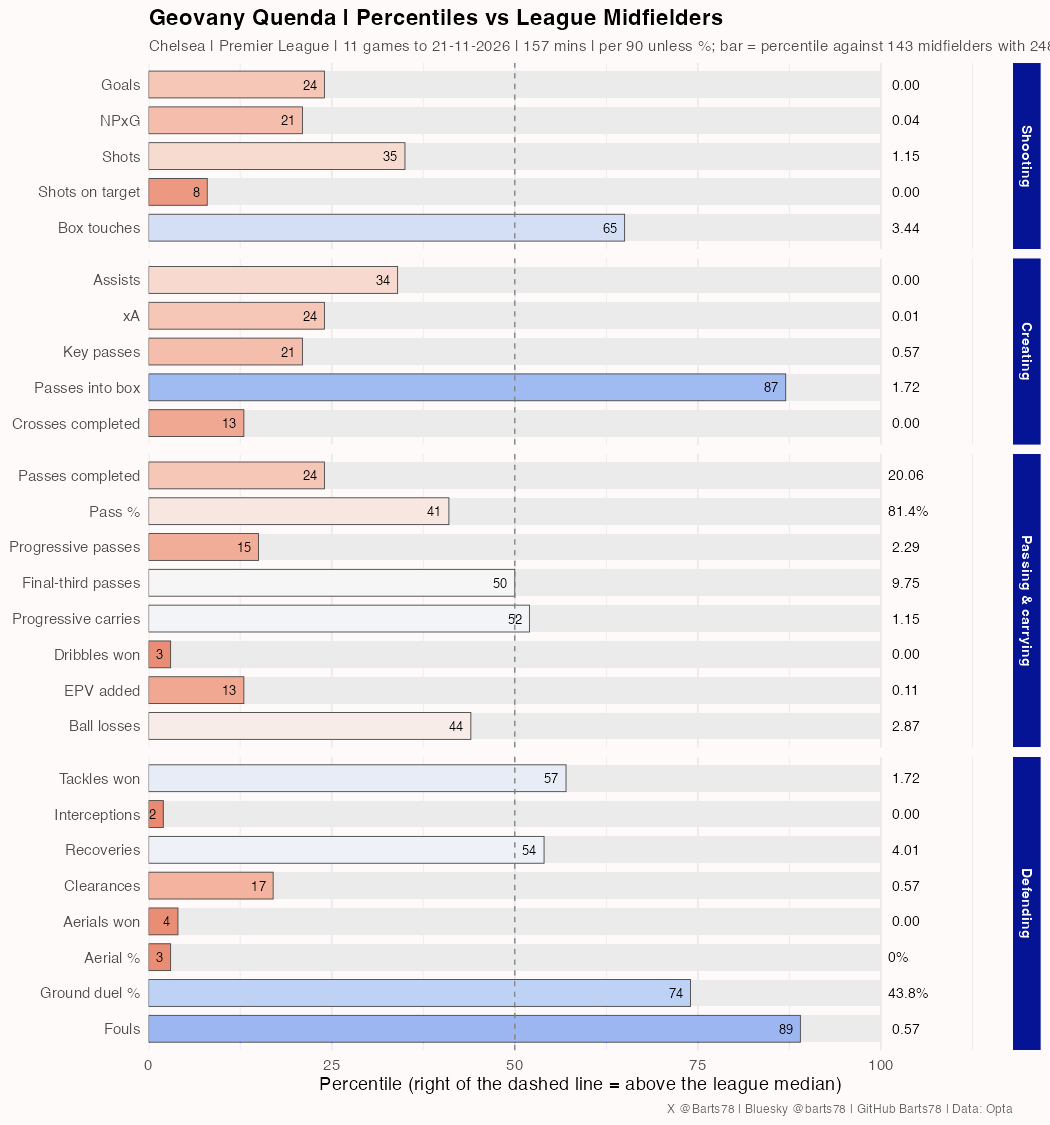 Geovany Quenda | Percentiles vs League Midfielders
Chelsea | Premier League | 11 games to 21-11-2026 | 157 mins | per 90 unless %; bar = percentile against 143 midfielders with 248
Goals 24 0.00
NPxG 21 0.04
Shots 35 1.15
Shots on target 8 0.00
Box touches 65 3.44
Shooting
Assists 34 0.00
xA 24 0.01
Key passes 21 0.57
Passes into box 87 1.72
Crosses completed 13 0.00
Creating
Passes completed 24 20.06
Pass % 41 81.4%
Progressive passes 15 2.29
Final-third passes 50 9.75
Progressive carries 52 1.15
Dribbles won 3 0.00
EPV added 13 0.11
Ball losses 44 2.87
Passing & carrying
Tackles won 57 1.72
Interceptions 2 0.00
Recoveries 54 4.01
Clearances 17 0.57
Aerials won 4 0.00
Aerial % 3 0%
Ground duel % 74 43.8%
Fouls 89 0.57
Defending
0 25 50 75 100
Percentile (right of the dashed line = above the league median)
X @Barts78 | Bluesky @barts78 | GitHub Barts78 | Data: Opta